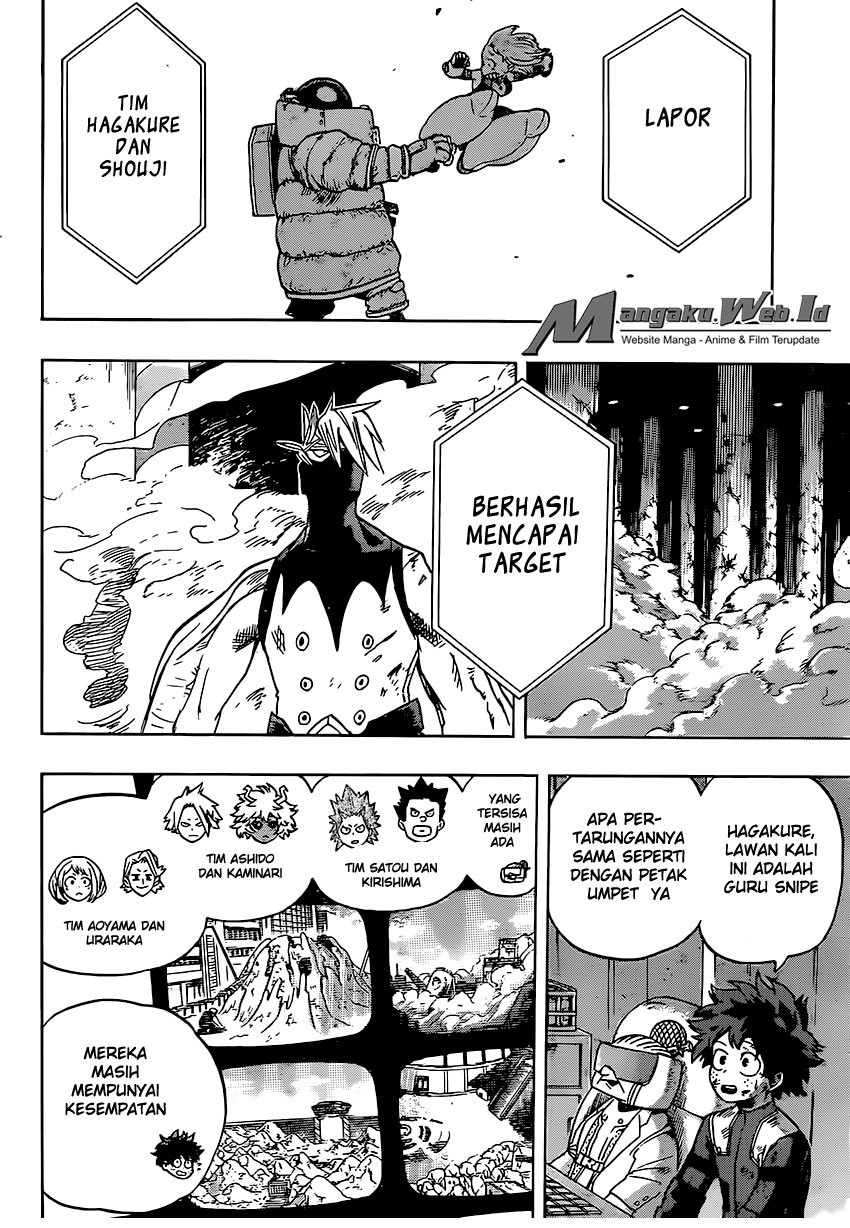 LAPOR
TIM
HAGAKURE
DAN
SHOUJI
Mangaku.Web.Id
Website Manga - Anime & Film Terupdate
BERHASIL
MENCAPAI
TARGET
HAGAKURE,
LAWAN KALI
INI ADALAH
GURU SNIPE
APA PER-
TARUNGANNYA
SAMA SEPERTI
DENGAN PETAK
UMPET YA
YANG
TERSISA
MASIH
ADA
TIM SATOU DAN
KIRISHIMA
TIM ASHIDO
DAN KAMINARI
TIM AOYAMA DAN
URARAKA
MEREKA
MASIH
MEMPUNYAI
KESEMPATAN